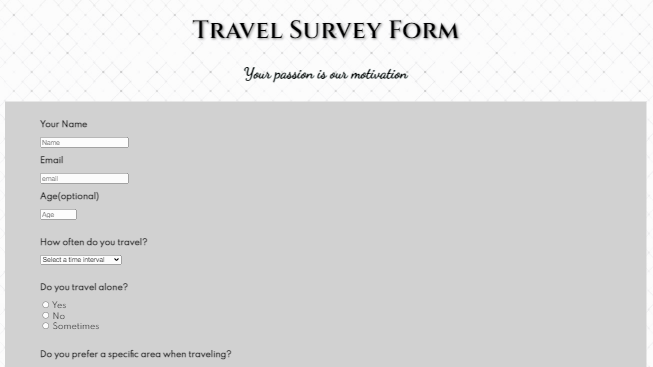 Travel Survey Form
Your passion is our motivation
Your Name
Name
Email
email
Age(optional)
Age
How often do you travel?
Select a time interval
Do you travel alone?
Yes
No
Sometimes
Do you prefer a specific area when traveling?